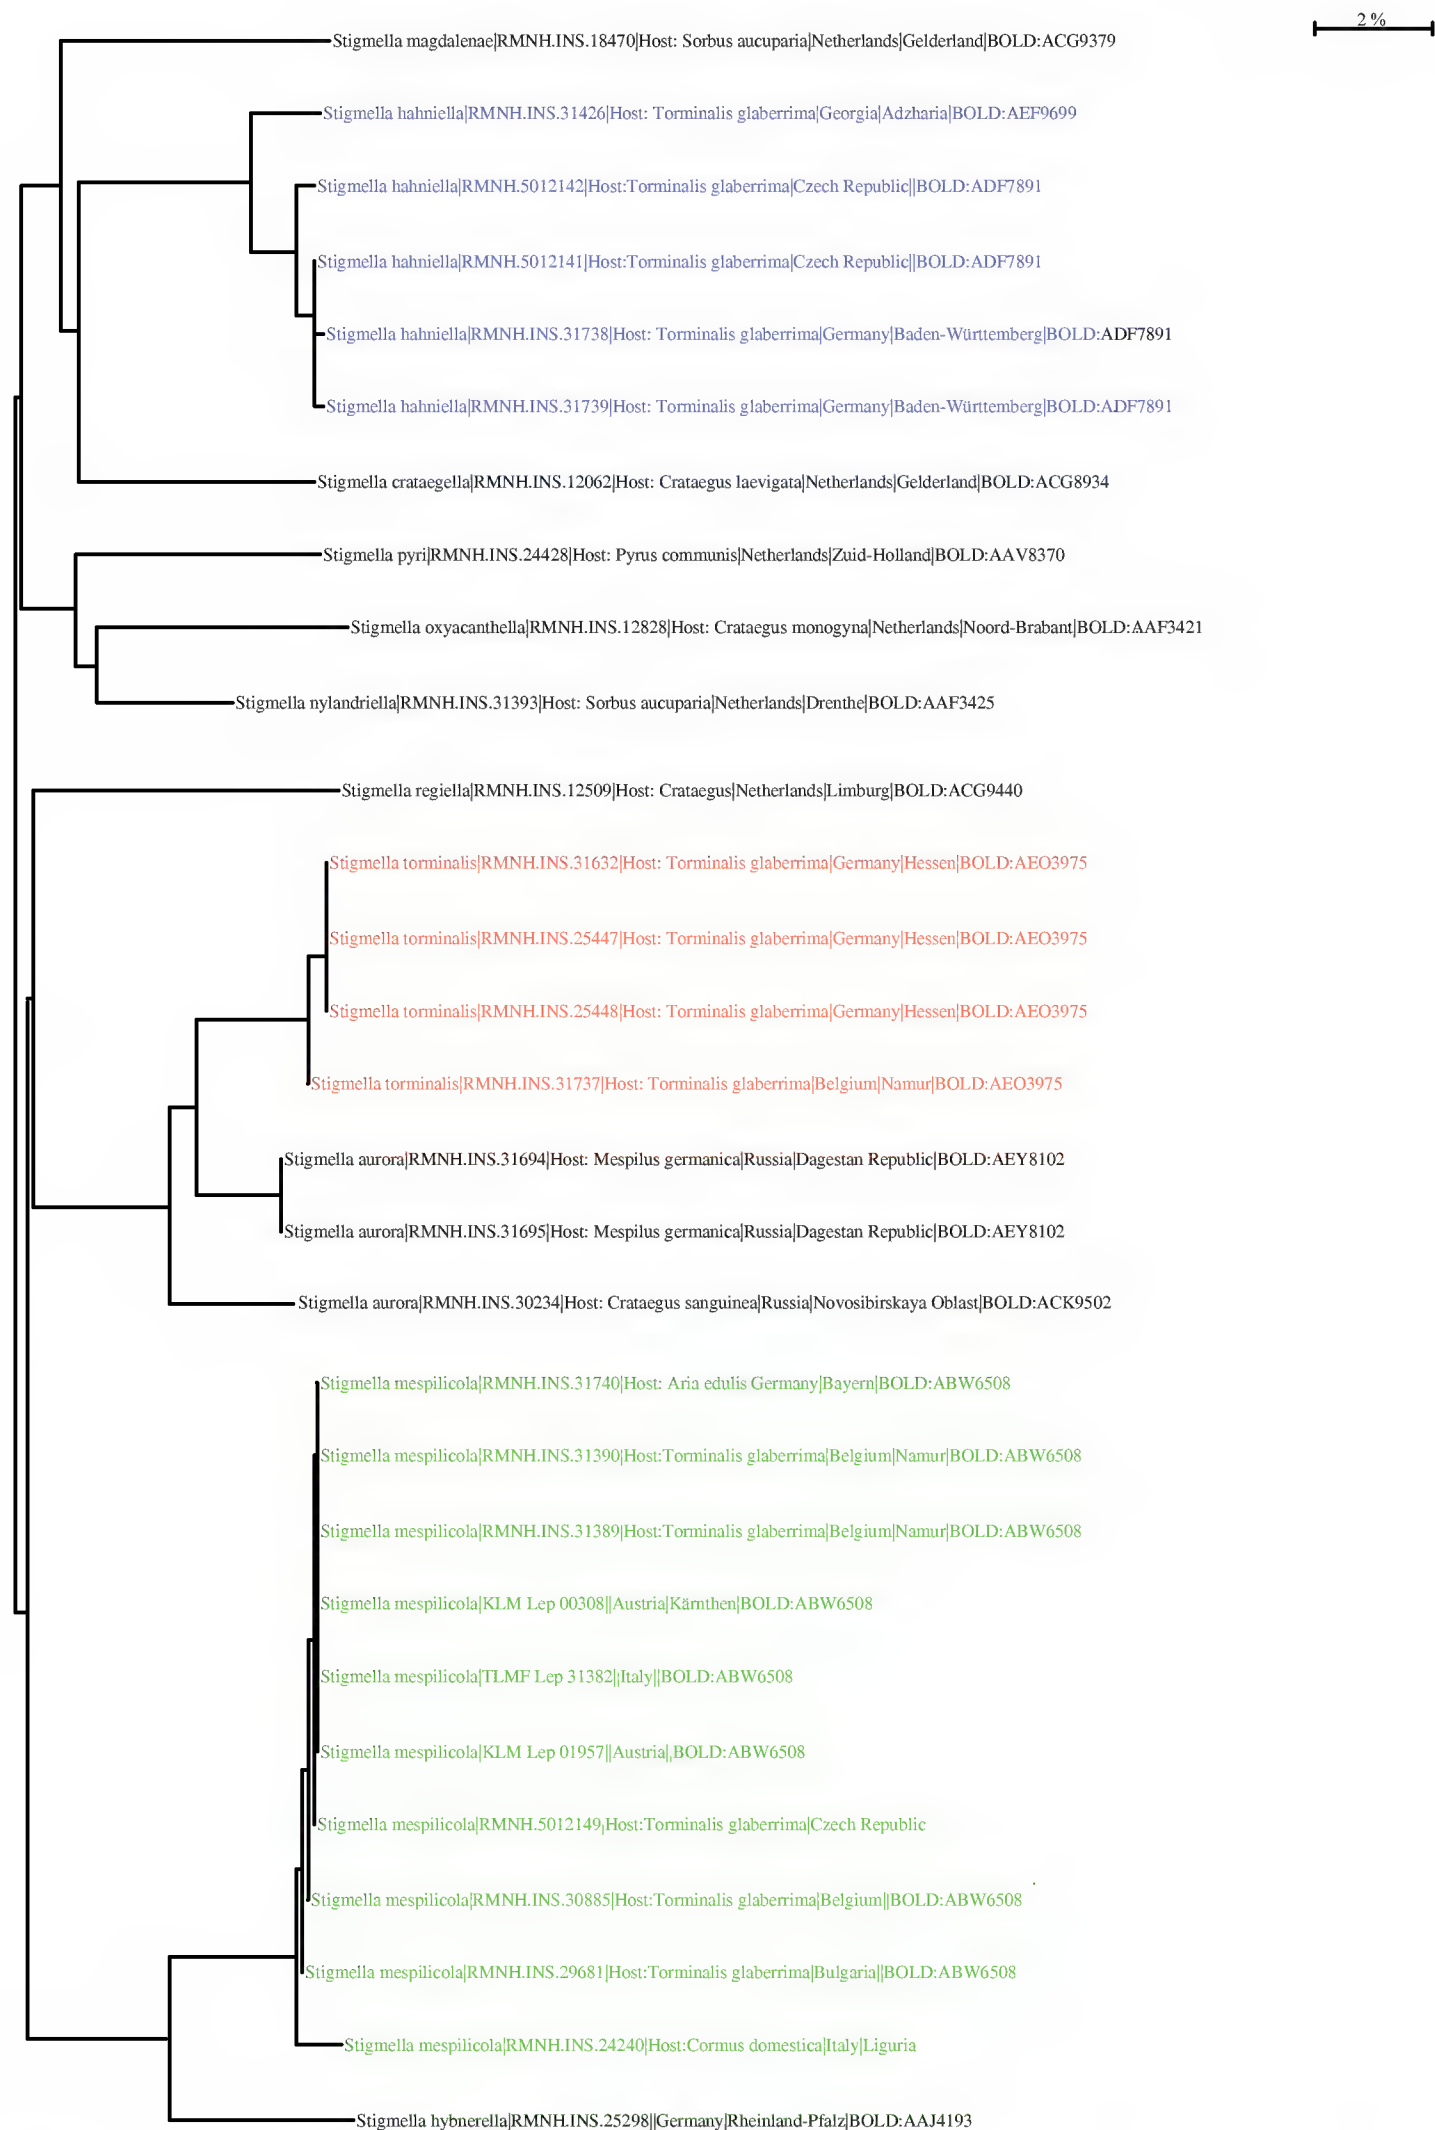 2 %
Stigmella magdalenae|RMNH.INS.18470|Host: Sorbus aucuparia|Netherlands|Gelderland|BOLD:ACG9379
Stigmella hahniella|RMNH.INS.31426|Host: Torminalis glaberrima|Georgia|Adzharia|BOLD:AEF9699
Stigmella hahniella|RMNH.5012142|Host:Torminalis glaberrima|Czech Republic||BOLD:ADF7891
Stigmella hahniella|RMNH.5012141|Host:Torminalis glaberrima|Czech Republic||BOLD:ADF7891
Stigmella hahniella|RMNH.INS.31738|Host: Torminalis glaberrima|Germany|Baden-Württemberg|BOLD:ADF7891
Stigmella hahniella|RMNH.INS.31739|Host: Torminalis glaberrima|Germany|Baden-Württemberg|BOLD:ADF7891
Stigmella crataegella|RMNH.INS.12062|Host: Crataegus laevigata|Netherlands|Gelderland|BOLD:ACG8934
Stigmella pyri|RMNH.INS.24428|Host: Pyrus communis|Netherlands|Zuid-Holland|BOLD:AAV8370
Stigmella oxyacanthella|RMNH.INS.12828|Host: Crataegus monogyna|Netherlands|Noord-Brabant|BOLD:AAF3421
Stigmella nylandriella|RMNH.INS.31393|Host: Sorbus aucuparia|Netherlands|Drenthe|BOLD:AAF3425
Stigmella regiella|RMNH.INS.12509|Host: Crataegus|Netherlands|Limburg|BOLD:ACG9440
Stigmella torminalis|RMNH.INS.31632|Host: Torminalis glaberrima|Germany|Hessen|BOLD:AEO3975
Stigmella torminalis|RMNH.INS.25447|Host: Torminalis glaberrima|Germany|Hessen|BOLD:AEO3975
Stigmella torminalis|RMNH.INS.25448|Host: Torminalis glaberrima|Germany|Hessen|BOLD:AEO3975
Stigmella torminalis|RMNH.INS.31737|Host: Torminalis glaberrima|Belgium|Namur|BOLD:AEO3975
Stigmella aurora|RMNH.INS.31694|Host: Mespilus germanica|Russia|Dagestan Republic|BOLD:AEY8102
Stigmella aurora|RMNH.INS.31695|Host: Mespilus germanica|Russia|Dagestan Republic|BOLD:AEY8102
Stigmella aurora|RMNH.INS.30234|Host: Crataegus sanguinea|Russia|Novosibirskaya Oblast|BOLD:ACK9502
Stigmella mespilicola|RMNH.INS.31740|Host: Aria edulis Germany|Bayern|BOLD:ABW6508
Stigmella mespilicola|RMNH.INS.31390|Host:Torminalis glaberrima|Belgium|Namur|BOLD:ABW6508
Stigmella mespilicola|RMNH.INS.31389|Host:Torminalis glaberrima|Belgium|Namur|BOLD:ABW6508
Stigmella mespilicola|KLM Lep 00308||Austria|Kärnthen|BOLD:ABW6508
Stigmella mespilicola|TLMF Lep 31382||Italy||BOLD:ABW6508
Stigmella mespilicola|KLM Lep 01957||Austria||BOLD:ABW6508
Stigmella mespilicola|RMNH.5012149|Host:Torminalis glaberrima|Czech Republic
Stigmella mespilicola|RMNH.INS.30885|Host:Torminalis glaberrima|Belgium||BOLD:ABW6508
Stigmella mespilicola|RMNH.INS.29681|Host:Torminalis glaberrima|Bulgaria||BOLD:ABW6508
Stigmella mespilicola|RMNH.INS.24240|Host:Cormus domestica|Italy|Liguria
Stigmella hybnerella|RMNH.INS.25298||Germany|Rheinland-Pfalz|BOLD:AAJ4193